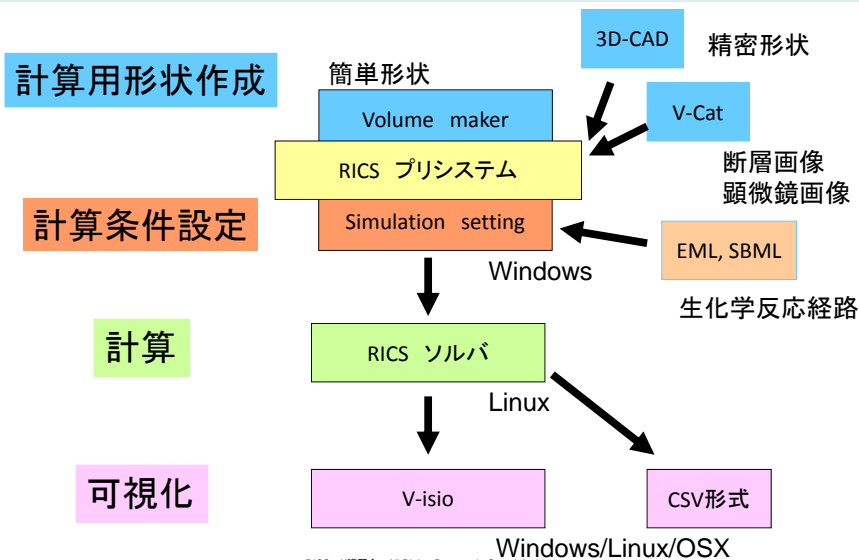 3D-CAD
精密形状
計算用形状作成
簡単形状
Volume maker
V-Cat
RICS プリシステム
断層画像
顕微鏡画像
計算条件設定
Simulation setting
EML, SBML
Windows
生化学反応経路
計算
RICS ソルバ
Linux
可視化
V-isio
CSV形式
Windows/Linux/OSX